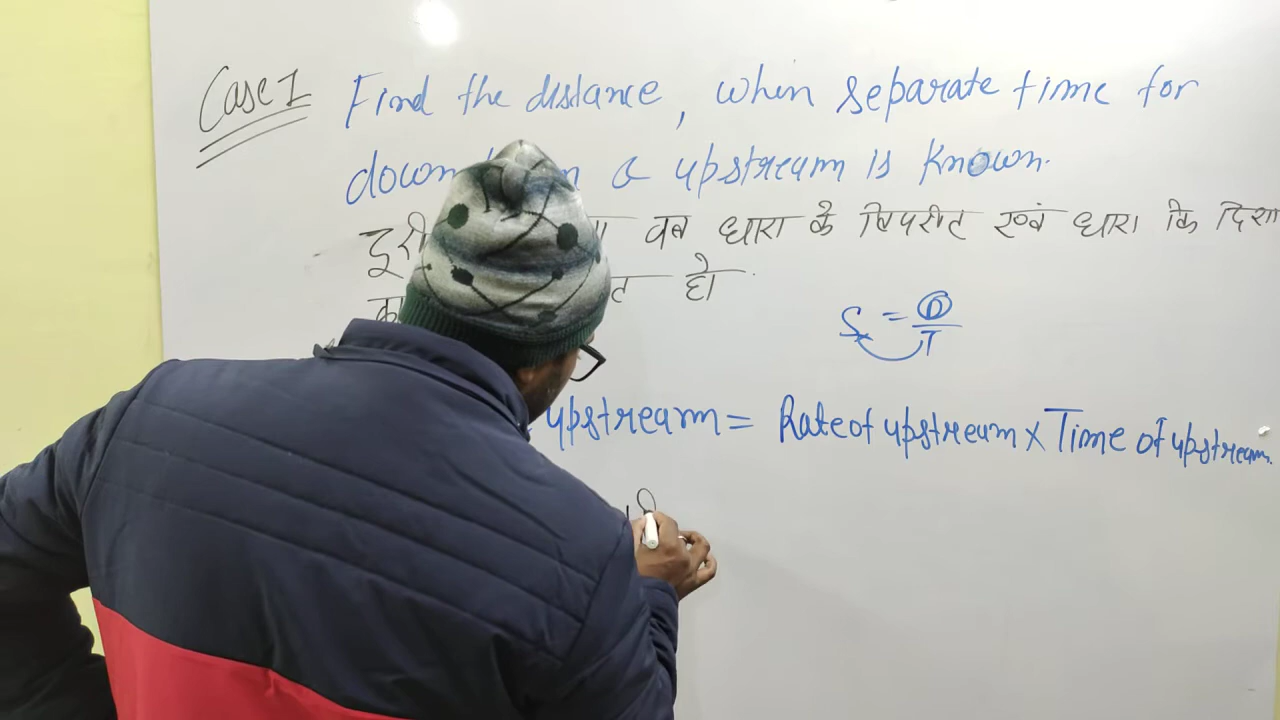 Case 1 Find the distance, when separate time for
down & upstream is known.
दूरी जब धारा के विपरीट एवं धारा कि दिशा
हो
S = D/T
upstream = Rate of upstream x Time of upstream.